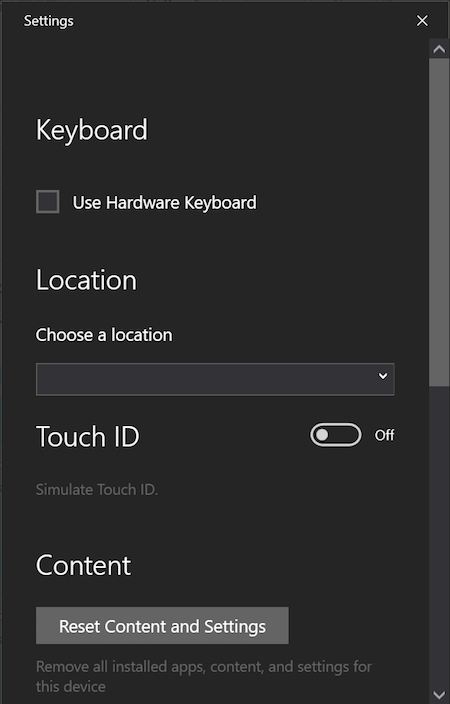 Settings
Keyboard
Use Hardware Keyboard
Location
Choose a location
Touch ID
Off
Simulate Touch ID.
Content
Reset Content and Settings
Remove all installed apps, content, and settings for
this device